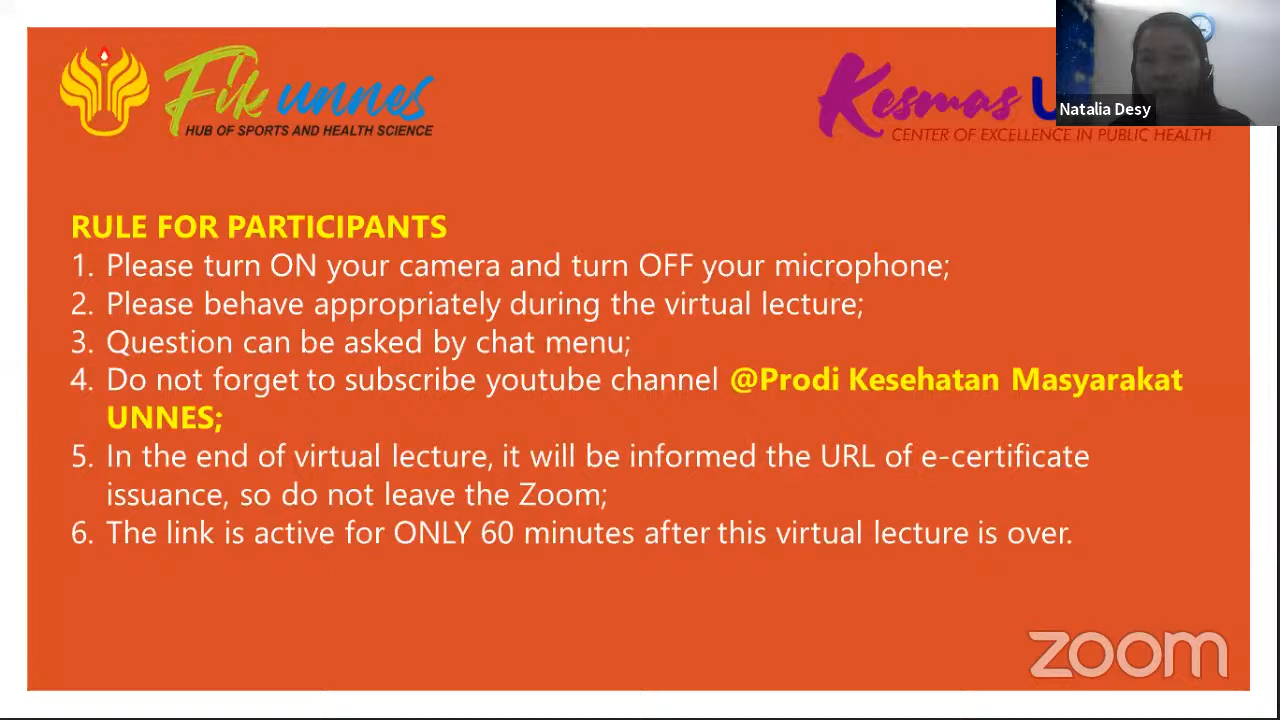 Fik unnes
HUB OF SPORTS AND HEALTH SCIENCE
Kesmas U
CENTER OF EXCELLENCE IN PUBLIC HEALTH
Natalia Desy
RULE FOR PARTICIPANTS
1. Please turn ON your camera and turn OFF your microphone;
2. Please behave appropriately during the virtual lecture;
3. Question can be asked by chat menu;
4. Do not forget to subscribe youtube channel @Prodi Kesehatan Masyarakat
UNNES;
5. In the end of virtual lecture, it will be informed the URL of e-certificate
issuance, so do not leave the Zoom;
6. The link is active for ONLY 60 minutes after this virtual lecture is over.
zoom